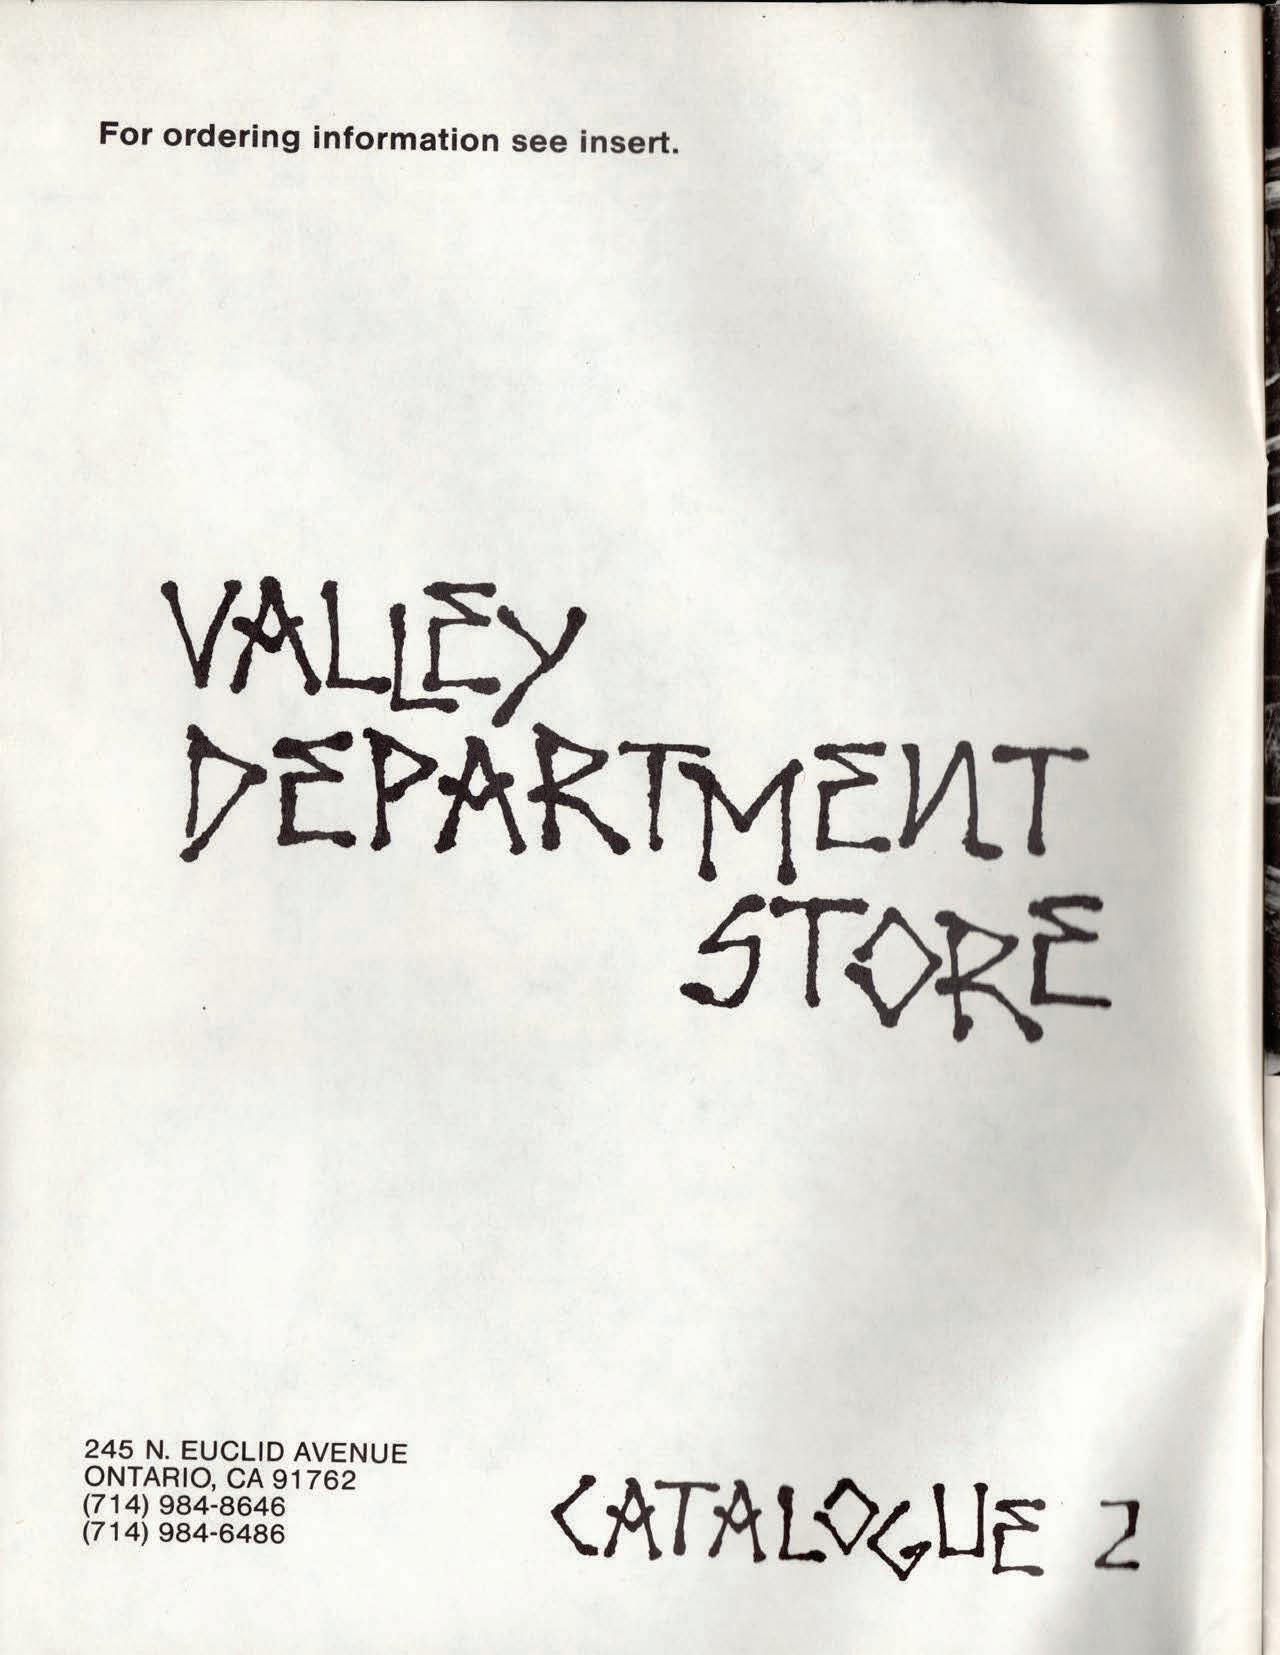 For ordering information see insert.
VALLEY
DEPARTMENT
STORE
245 N. EUCLID AVENUE
ONTARIO, CA 91762
(714) 984-8646
(714) 984-6486
CATALOGUE 2